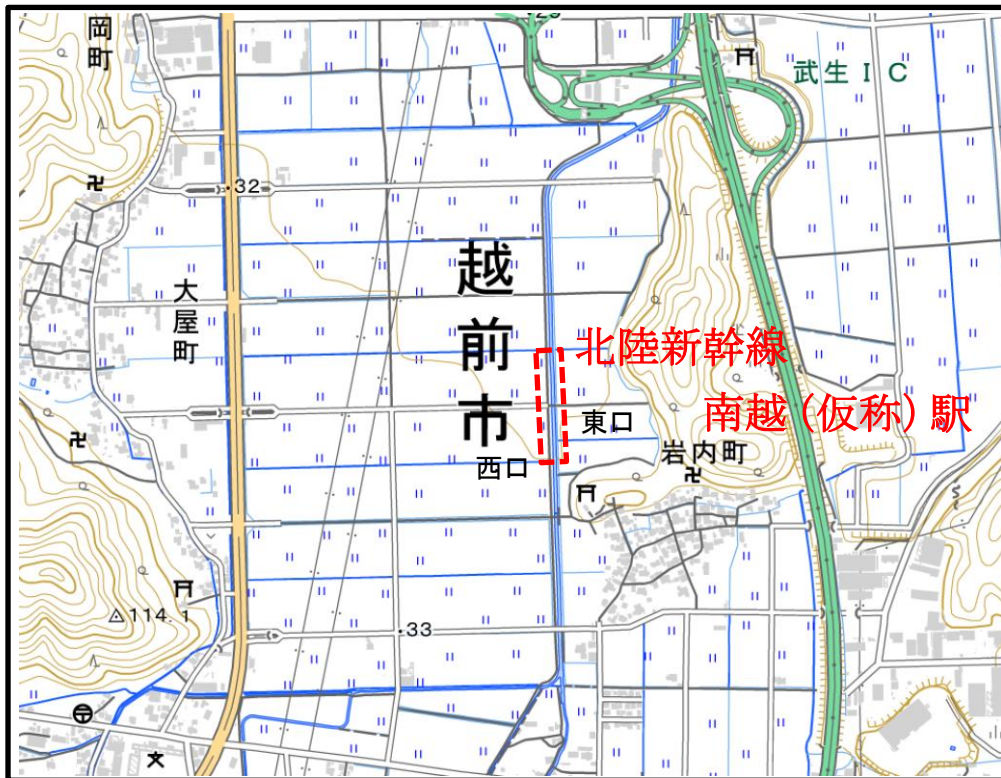 岡町
武生IC
・32
越前市
大屋町
北陸新幹線
南越(仮称)駅
東口
西口
岩内町
114.1
・33